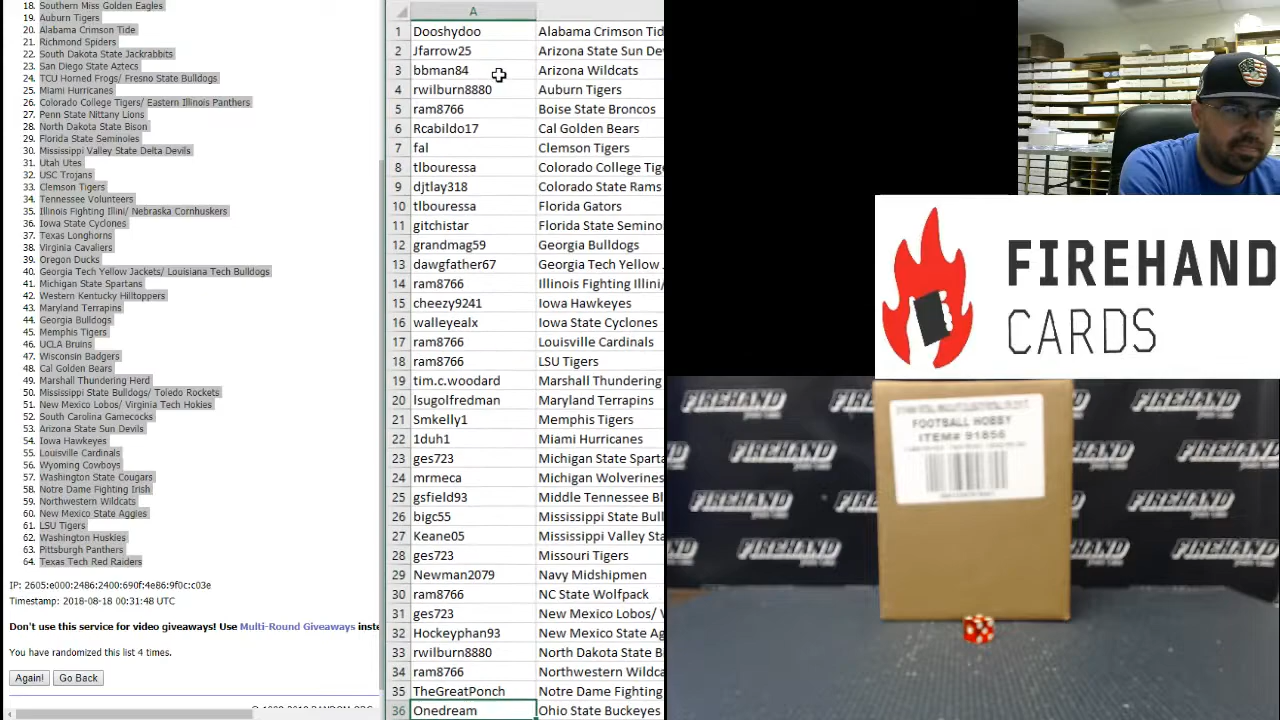 18. Southern Miss Golden Eagles
19. Auburn Tigers
20. Alabama Crimson Tide
21. Richmond Spiders
22. South Dakota State Jackrabbits
23. San Diego State Aztecs
24. TCU Horned Frogs/ Fresno State Bulldogs
25. Miami Hurricanes
26. Colorado College Tigers/ Eastern Illinois Panthers
27. Penn State Nittany Lions
28. North Dakota State Bison
29. Florida State Seminoles
30. Mississippi Valley State Delta Devils
31. Utah Utes
32. USC Trojans
33. Clemson Tigers
34. Tennessee Volunteers
35. Illinois Fighting Illini/ Nebraska Cornhuskers
36. Iowa State Cyclones
37. Texas Longhorns
38. Virginia Cavaliers
39. Oregon Ducks
40. Georgia Tech Yellow Jackets/ Louisiana Tech Bulldogs
41. Michigan State Spartans
42. Western Kentucky Hilltoppers
43. Maryland Terrapins
44. Georgia Bulldogs
45. Memphis Tigers
46. UCLA Bruins
47. Wisconsin Badgers
48. Cal Golden Bears
49. Marshall Thundering Herd
50. Mississippi State Bulldogs/ Toledo Rockets
51. New Mexico Lobos/ Virginia Tech Hokies
52. South Carolina Gamecocks
53. Arizona State Sun Devils
54. Iowa Hawkeyes
55. Louisville Cardinals
56. Wyoming Cowboys
57. Washington State Cougars
58. Notre Dame Fighting Irish
59. Northwestern Wildcats
60. New Mexico State Aggies
61. LSU Tigers
62. Washington Huskies
63. Pittsburgh Panthers
64. Texas Tech Red Raiders
IP: 2605:e000:2486:2400:690f:4e86:9f0c:c03e
Timestamp: 2018-08-18 00:31:48 UTC
Don't use this service for video giveaways! Use Multi-Round Giveaways inste
You have randomized this list 4 times.
Again! Go Back
A
1 Dooshydoo Alabama Crimson Tid
2 Jfarrow25 Arizona State Sun De
3 bbman84 Arizona Wildcats
4 rwilburn8880 Auburn Tigers
5 ram8766 Boise State Broncos
6 Rcabildo17 Cal Golden Bears
7 fal Clemson Tigers
8 tlbouressa Colorado College Tig
9 djtlay318 Colorado State Rams
10 tlbouressa Florida Gators
11 gitchistar Florida State Semino
12 grandmag59 Georgia Bulldogs
13 dawgfather67 Georgia Tech Yellow
14 ram8766 Illinois Fighting Illini/
15 cheezy9241 Iowa Hawkeyes
16 walleyealx Iowa State Cyclones
17 ram8766 Louisville Cardinals
18 ram8766 LSU Tigers
19 tim.c.woodard Marshall Thundering
20 lsugolfredman Maryland Terrapins
21 Smkelly1 Memphis Tigers
22 1duh1 Miami Hurricanes
23 ges723 Michigan State Sparta
24 mrmeca Michigan Wolverines
25 gsfield93 Middle Tennessee Bl
26 bigc55 Mississippi State Bull
27 Keane05 Mississippi Valley Sta
28 ges723 Missouri Tigers
29 Newman2079 Navy Midshipmen
30 ram8766 NC State Wolfpack
31 ges723 New Mexico Lobos/ V
32 Hockeyphan93 New Mexico State Ag
33 rwilburn8880 North Dakota State B
34 ram8766 Northwestern Wildca
35 TheGreatPonch Notre Dame Fighting
36 Onedream Ohio State Buckeyes
FIREHAND
CARDS
FOOTBALL HOBBY
ITEM# 91856
FIREHAND
FIREHAND
FIREHAND
FIREHAND
FIREHAND
FIREHAND
FIREHAND